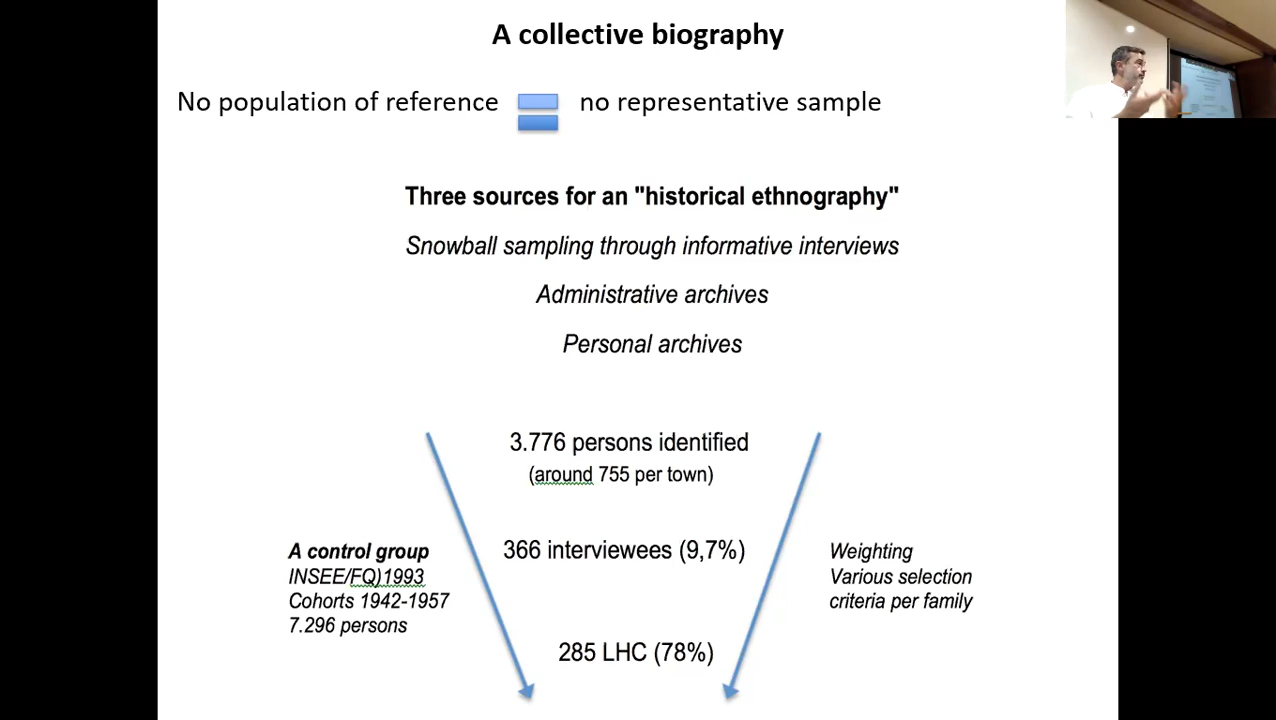 A collective biography
No population of reference no representative sample
Three sources for an "historical ethnography"
Snowball sampling through informative interviews
Administrative archives
Personal archives
3.776 persons identified
(around 755 per town)
366 interviewees (9,7%)
A control group
INSEE/FQ)1993
Cohorts 1942-1957
7.296 persons
Weighting
Various selection
criteria per family
285 LHC (78%)